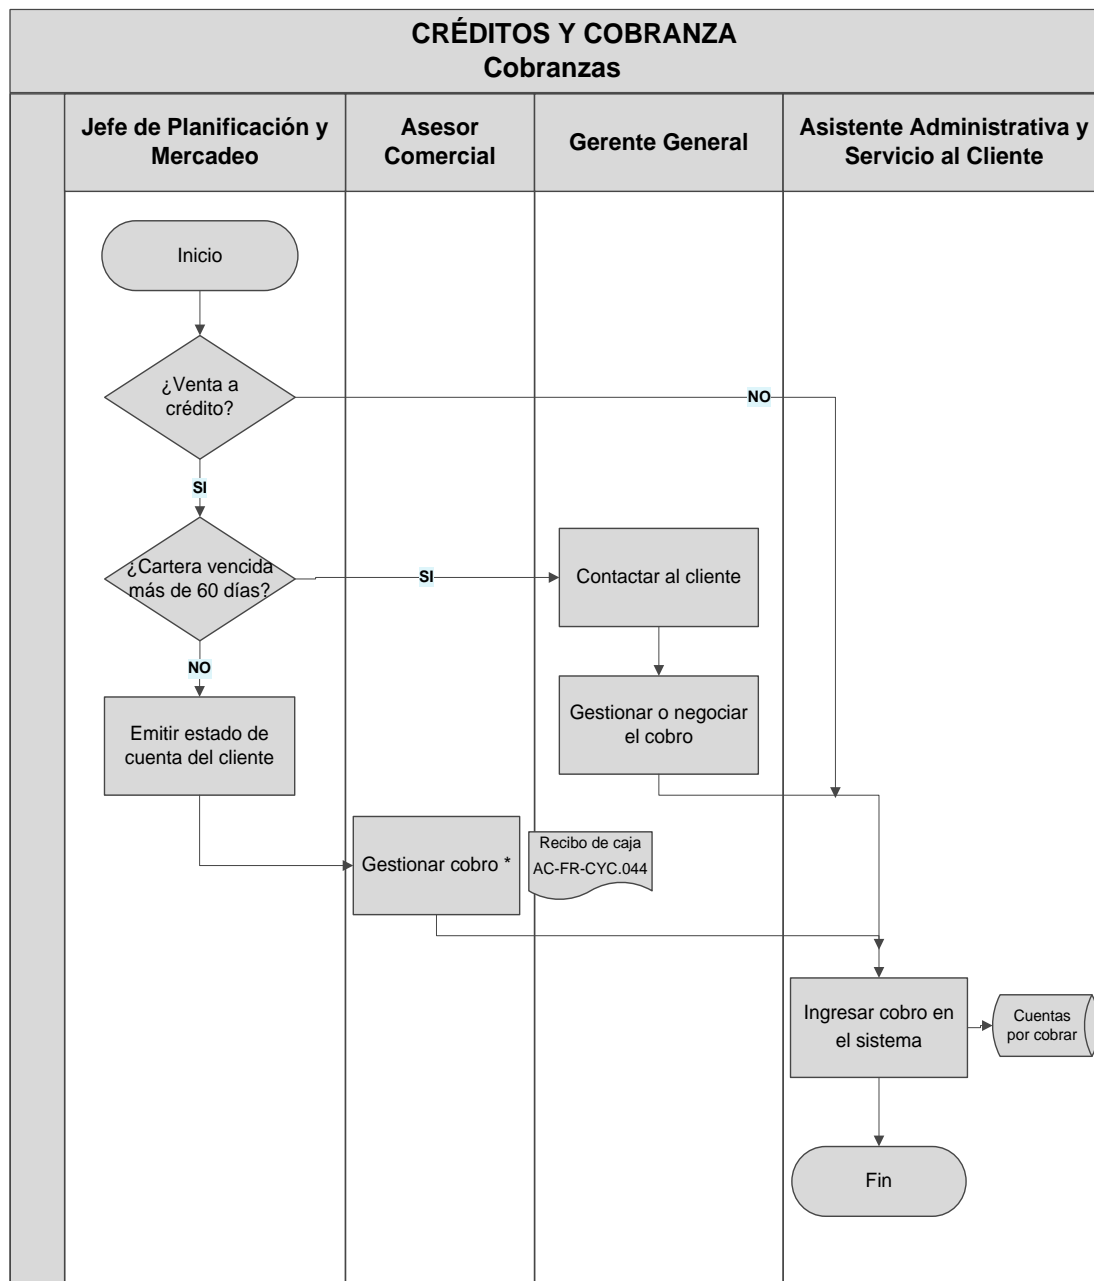 CRÉDITOS Y COBRANZA
Cobranzas
Jefe de Planificación y
Mercadeo
Asesor
Comercial
Gerente General
Asistente Administrativa y
Servicio al Cliente
Inicio
¿Venta a
crédito?
NO
SI
¿Cartera vencida
más de 60 días?
SI
Contactar al cliente
NO
Emitir estado de
cuenta del cliente
Gestionar o negociar
el cobro
Gestionar cobro *
Recibo de caja
AC-FR-CYC.044
Ingresar cobro en
el sistema
Cuentas
por cobrar
Fin